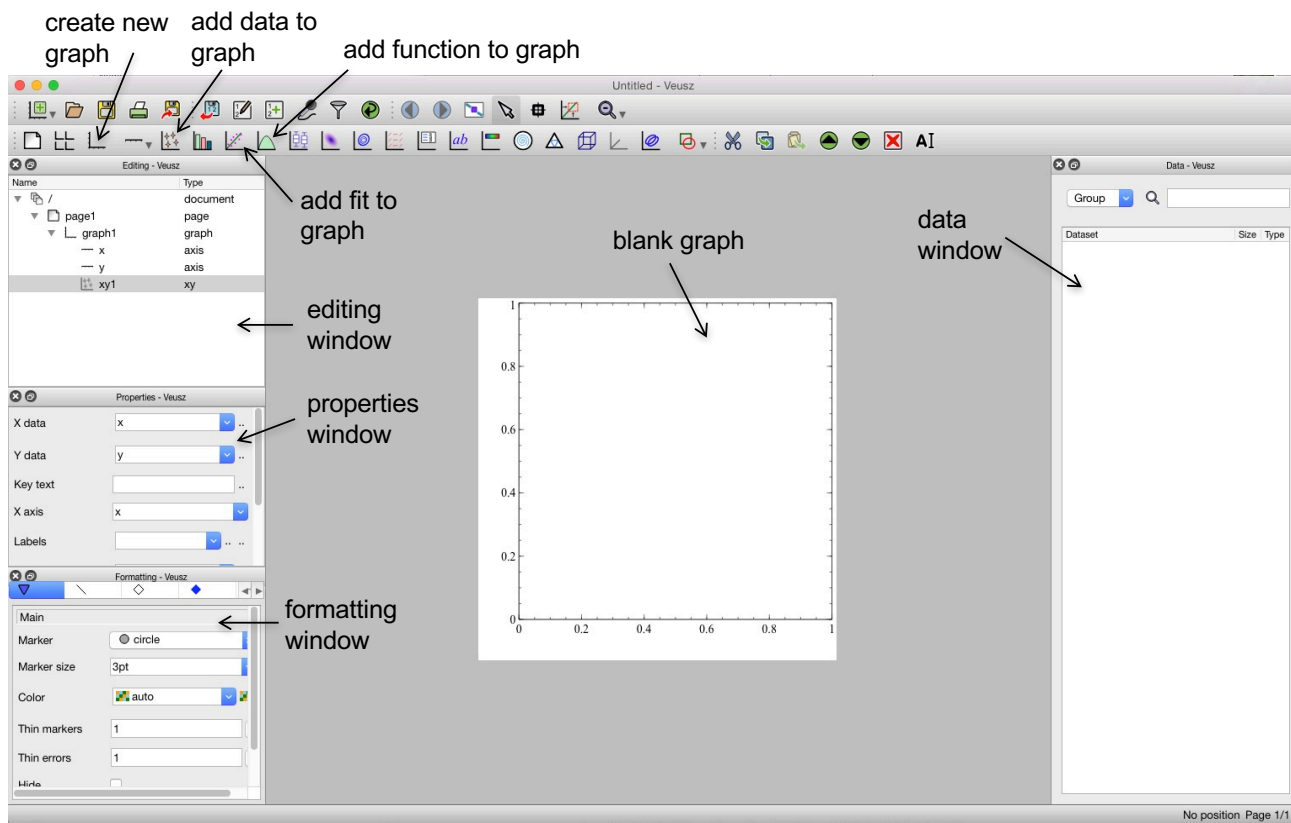 create new
graph
add data to
graph
add function to graph
Untitled - Veusz
ab
AI
Editing - Veusz
Name Type
/ document
page1 page
graph1 graph
x axis
y axis
xy1 xy
add fit to
graph
editing
window
blank graph
data
window
Data - Veusz
Group
Dataset Size Type
Properties - Veusz
X data x ..
Y data y ..
Key text ..
X axis x
Labels .. ..
properties
window
Formatting - Veusz
Main
Marker circle
Marker size 3pt
Color auto
Thin markers 1
Thin errors 1
Hide
formatting
window
1
0.8
0.6
0.4
0.2
0
0 0.2 0.4 0.6 0.8 1
No position Page 1/1